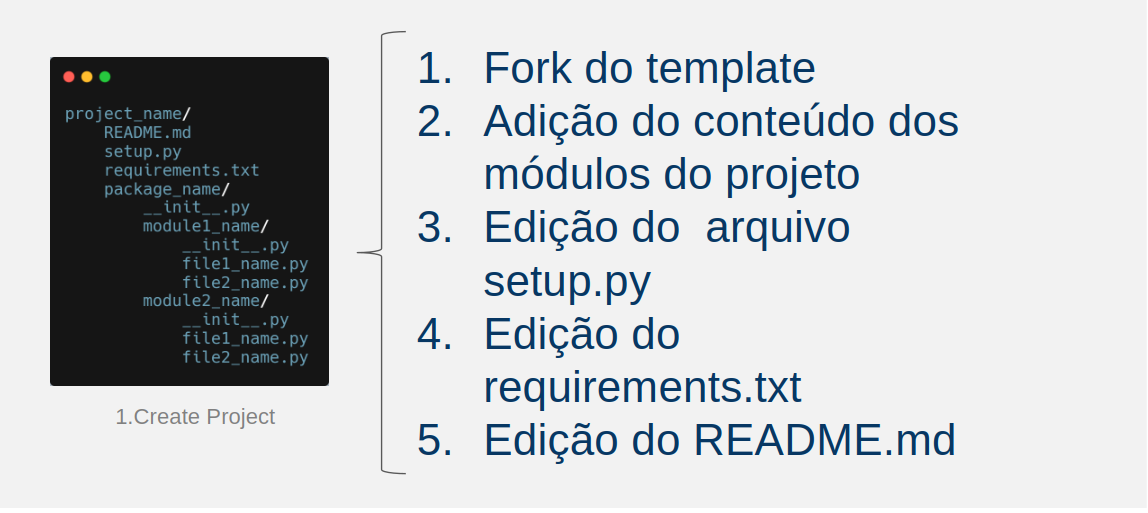 project_name/
README.md
setup.py
requirements.txt
package_name/
__init__.py
module1_name/
__init__.py
file1_name.py
file2_name.py
module2_name/
__init__.py
file1_name.py
file2_name.py
1.Create Project
1. Fork do template
2. Adição do conteúdo dos
módulos do projeto
3. Edição do  arquivo
setup.py
4. Edição do
requirements.txt
5. Edição do README.md